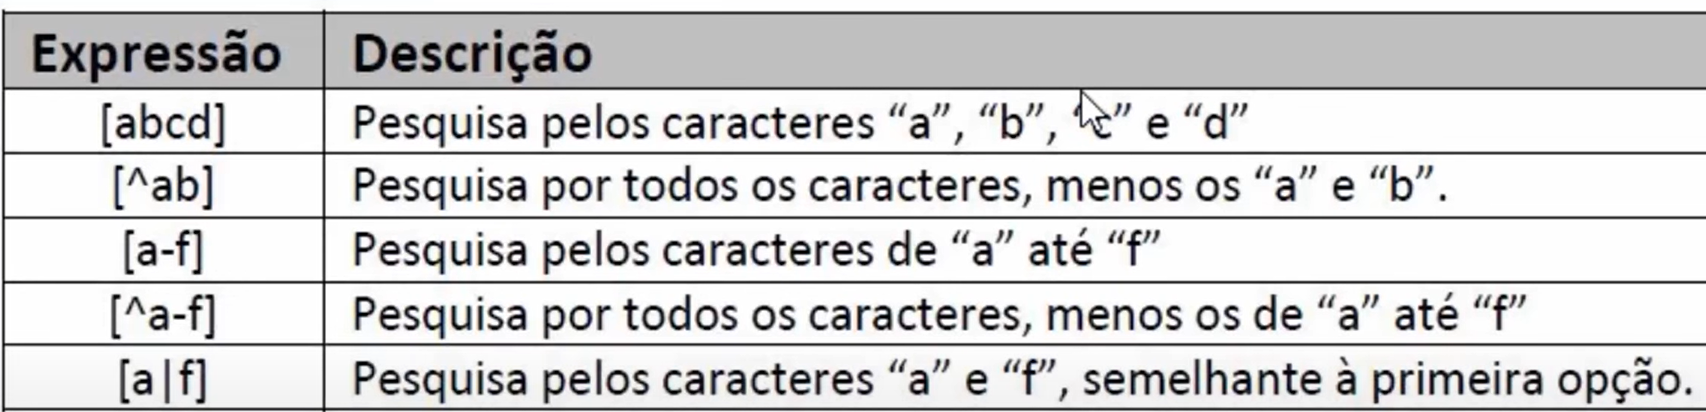 Expressão Descrição
[abcd] Pesquisa pelos caracteres “a”, “b”, “c” e “d”
[^ab] Pesquisa por todos os caracteres, menos os “a” e “b”.
[a-f] Pesquisa pelos caracteres de “a” até “f”
[^a-f] Pesquisa por todos os caracteres, menos os de “a” até “f”
[a|f] Pesquisa pelos caracteres “a” e “f”, semelhante à primeira opção.